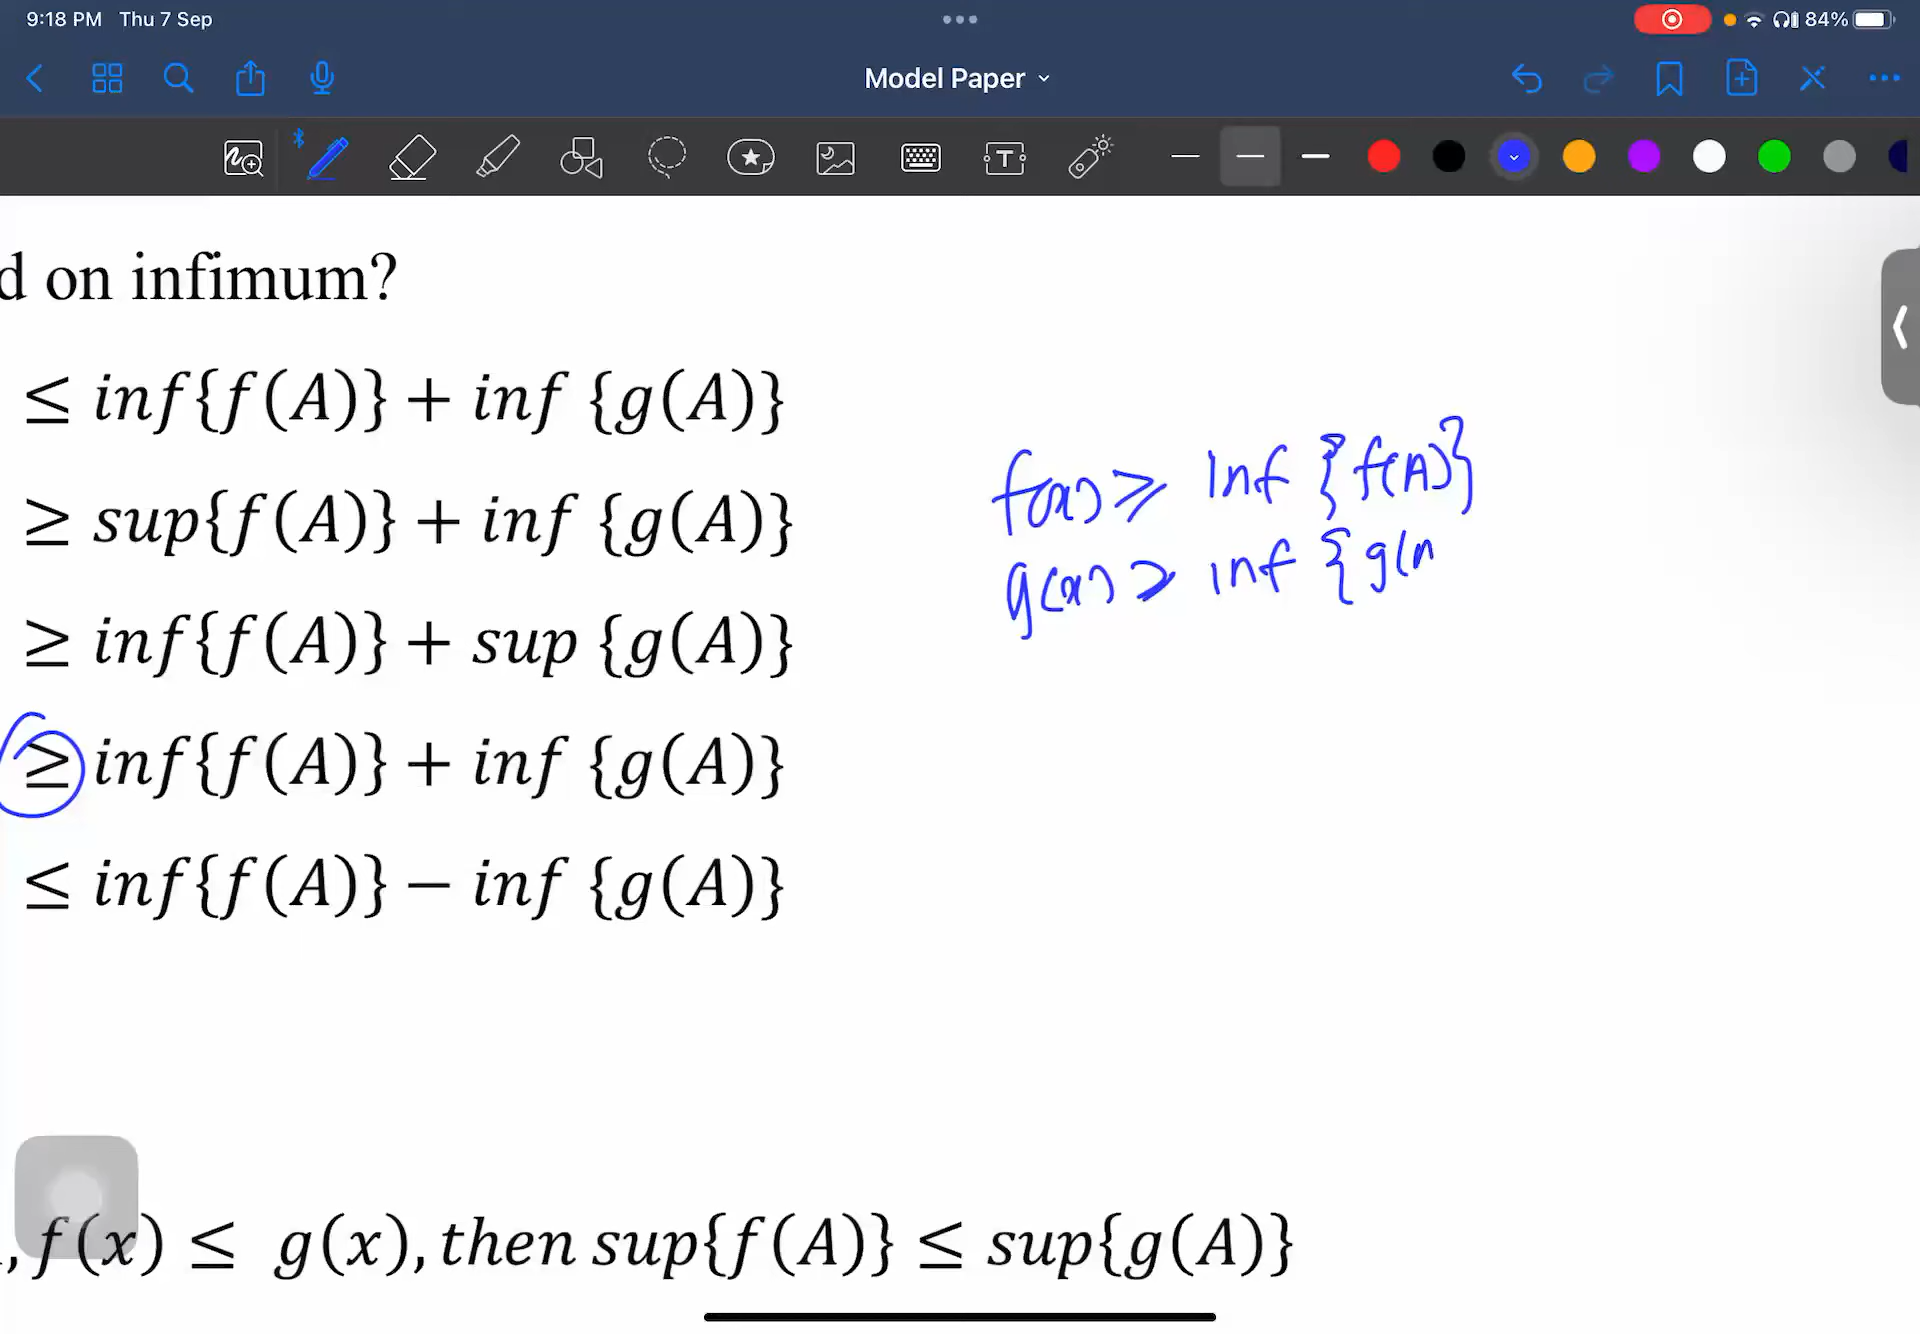 9:18 PM Thu 7 Sep
84%
Model Paper
T
d on infimum?
≤ inf{f(A)} + inf {g(A)}
≥ sup{f(A)} + inf {g(A)}
≥ inf{f(A)} + sup {g(A)}
≥ inf{f(A)} + inf {g(A)}
≤ inf{f(A)} − inf {g(A)}
f(x) ≥ inf {f(A)}
g(x) ≥ inf {g(
, f(x) ≤ g(x), then sup{f(A)} ≤ sup{g(A)}